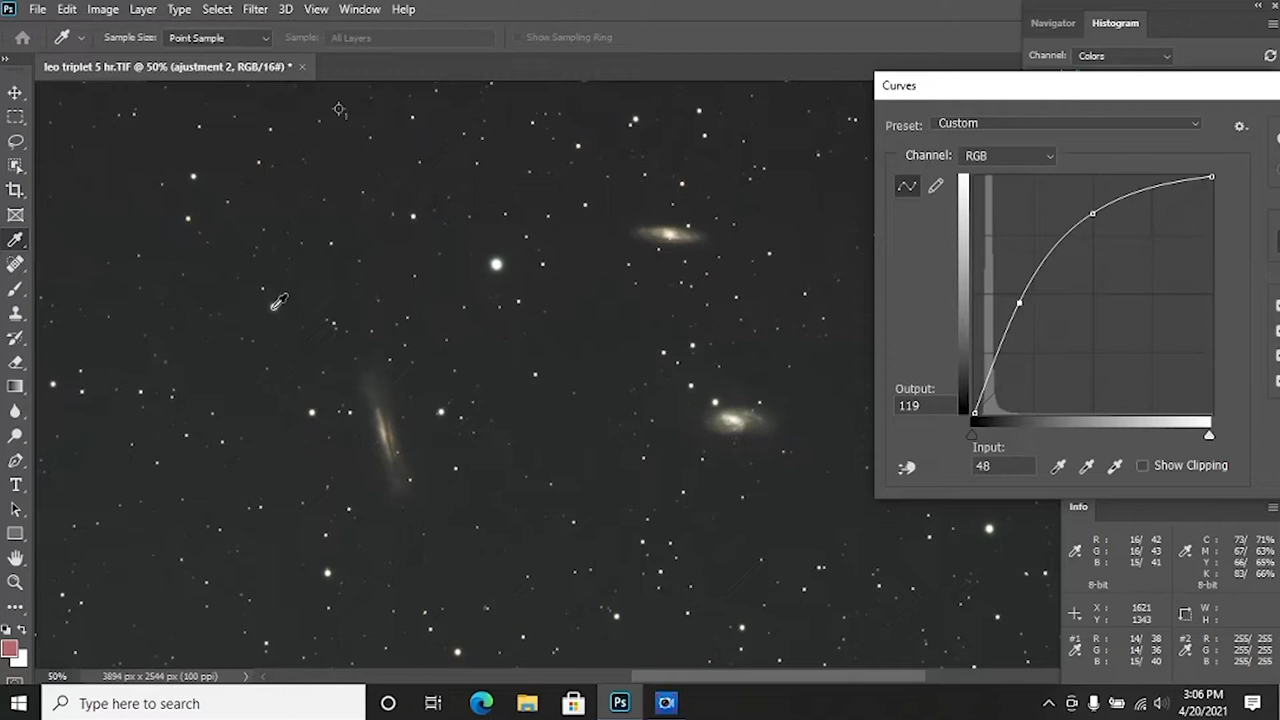 Ps File Edit Image Layer Type Select Filter 3D View Window Help
Sample Size: Point Sample Sample: All Layers Show Sampling Ring
leo triplet 5 hr.TIF @ 50% (ajustment 2, RGB/16#) * ×
Navigator Histogram
Channel: Colors
Curves
Preset: Custom
Channel: RGB
Output:
119
Input:
48
Show Clipping
1
Info
R: 16/ 42 C: 73/ 71%
G: 16/ 43 M: 67/ 63%
B: 15/ 41 Y: 66/ 65%
K: 83/ 66%
8-bit 8-bit
X: 1621 W:
Y: 1343 H:
#1 R: 14/ 38 #2 R: 255/ 255
G: 14/ 36 G: 255/ 255
B: 15/ 40 B: 255/ 255
50% 3894 px x 2544 px (100 ppi)
Type here to search
Ps
3:06 PM
4/20/2021